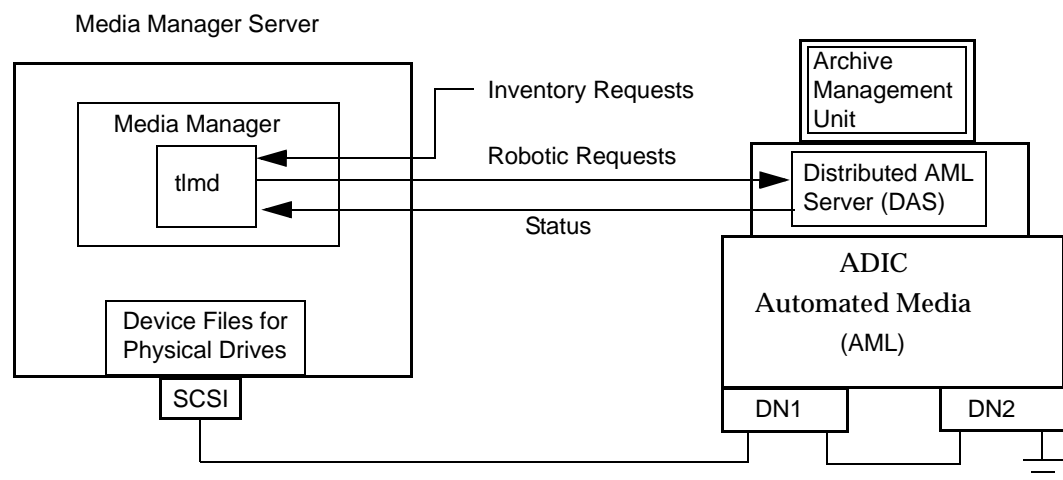 Media Manager Server
Media Manager
tlmd
Inventory Requests
Robotic Requests
Status
Archive
Management
Unit
Distributed AML
Server (DAS)
ADIC
Automated Media
(AML)
Device Files for
Physical Drives
SCSI
DN1
DN2